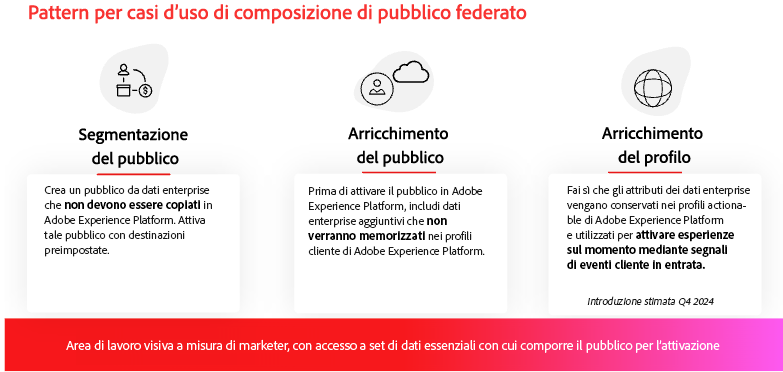 Pattern per casi d'uso di composizione di pubblico federato
Segmentazione
del pubblico
Crea un pubblico da dati enterprise
che non devono essere copiati in
Adobe Experience Platform. Attiva
tale pubblico con destinazioni
preimpostate.
Arricchimento
del pubblico
Prima di attivare il pubblico in Adobe
Experience Platform, includi dati
enterprise aggiuntivi che non
verranno memorizzati nei profili
cliente di Adobe Experience Platform.
Arricchimento
del profilo
Fai sì che gli attributi dei dati enterprise
vengano conservati nei profili actiona-
ble di Adobe Experience Platform
e utilizzati per attivare esperienze
sul momento mediante segnali
di eventi cliente in entrata.
Introduzione stimata Q4 2024
Area di lavoro visiva a misura di marketer, con accesso a set di dati essenziali con cui comporre il pubblico per l'attivazione